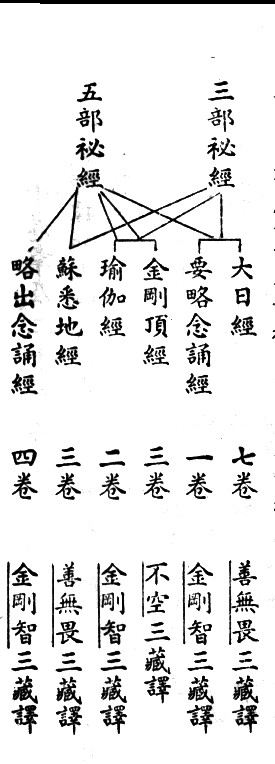 三部祕經
五部祕經
大日經 七卷 善無畏三藏譯
要略念誦經 一卷 金剛智三藏譯
金剛頂經 三卷 不空三藏譯
瑜伽經 二卷 金剛智三藏譯
蘇悉地經 三卷 善無畏三藏譯
略出念誦經 四卷 金剛智三藏譯